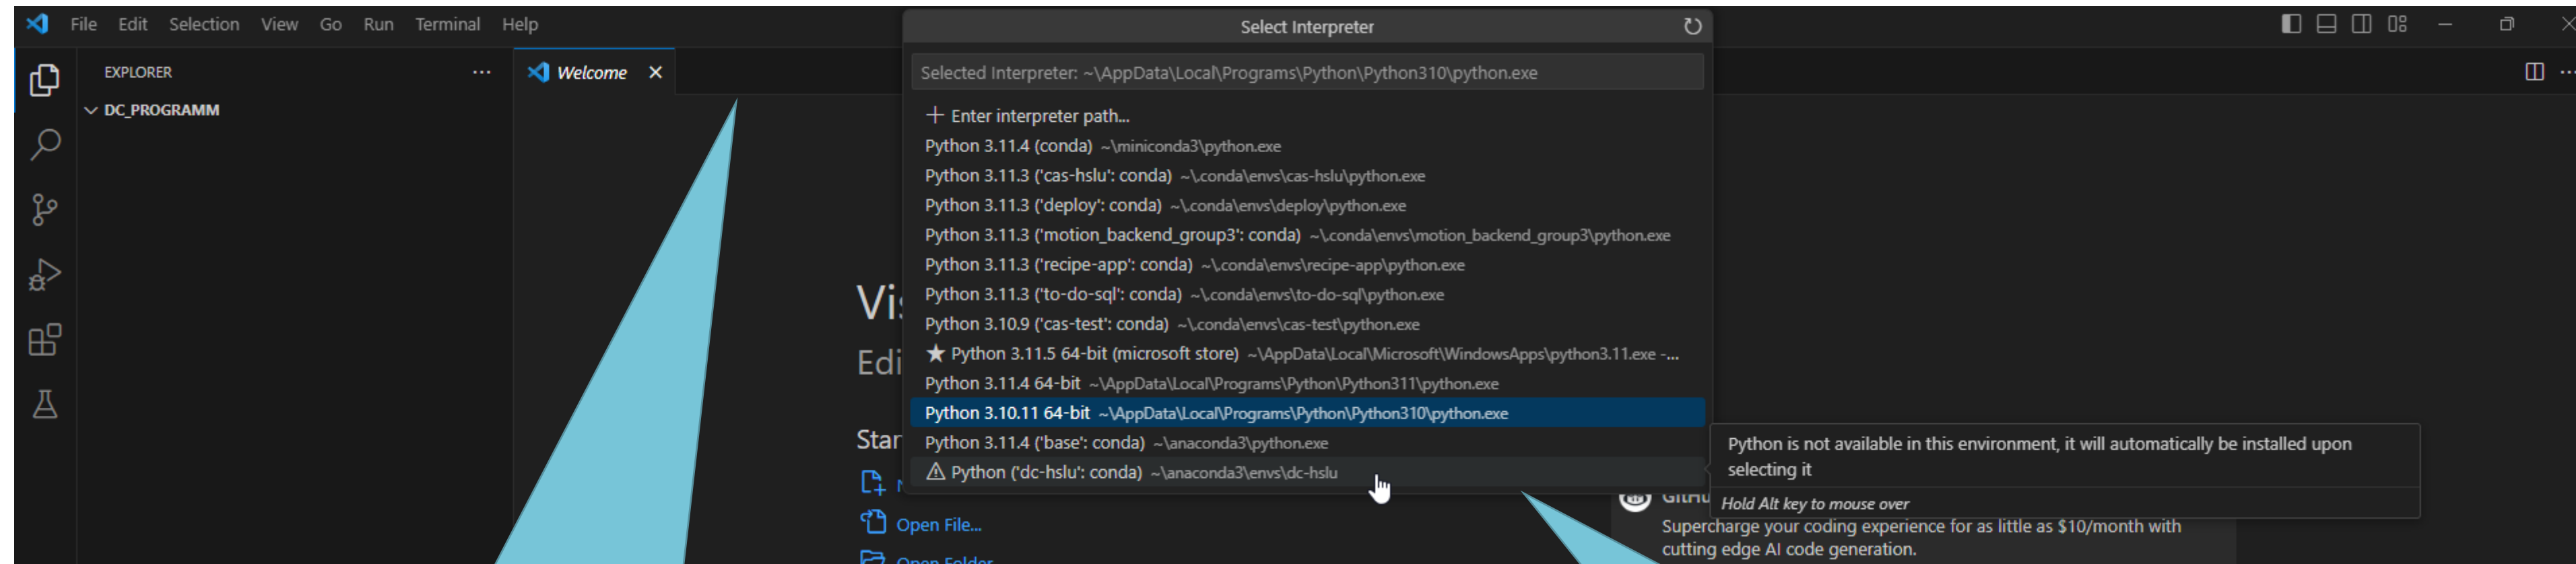 File Edit Selection View Go Run Terminal Help
Select Interpreter
EXPLORER
Welcome
Selected Interpreter: ~\AppData\Local\Programs\Python\Python310\python.exe
DC_PROGRAMM
Enter interpreter path...
Python 3.11.4 (conda) ~\miniconda3\python.exe
Python 3.11.3 ('cas-hslu': conda) ~\.conda\envs\cas-hslu\python.exe
Python 3.11.3 ('deploy': conda) ~\.conda\envs\deploy\python.exe
Python 3.11.3 ('motion_backend_group3': conda) ~\.conda\envs\motion_backend_group3\python.exe
Python 3.11.3 ('recipe-app': conda) ~\.conda\envs\recipe-app\python.exe
Python 3.11.3 ('to-do-sql': conda) ~\.conda\envs\to-do-sql\python.exe
Python 3.10.9 ('cas-test': conda) ~\.conda\envs\cas-test\python.exe
Python 3.11.5 64-bit (microsoft store) ~\AppData\Local\Microsoft\WindowsApps\python3.11.exe -...
Python 3.11.4 64-bit ~\AppData\Local\Programs\Python\Python311\python.exe
Python 3.10.11 64-bit ~\AppData\Local\Programs\Python\Python310\python.exe
Python 3.11.4 ('base': conda) ~\anaconda3\python.exe
Python ('dc-hslu': conda) ~\anaconda3\envs\dc-hslu
Python is not available in this environment, it will automatically be installed upon
selecting it
Hold Alt key to mouse over
Open File...
Supercharge your coding experience for as little as $10/month with
cutting edge AI code generation.
Open Folder